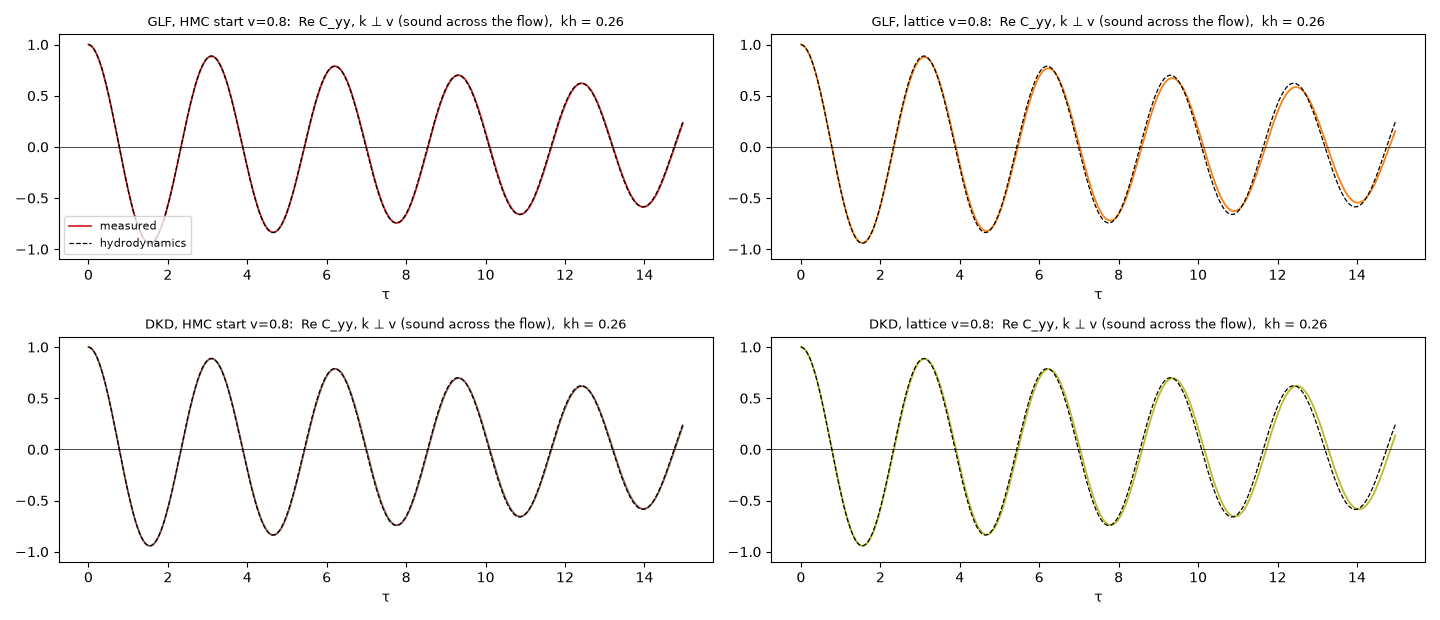 GLF, HMC start v=0.8:  Re C_yy, k ⊥ v (sound across the flow),  kh = 0.26
1.0
0.5
0.0
−0.5
−1.0
measured
hydrodynamics
0 2 4 6 8 10 12 14
τ
GLF, lattice v=0.8:  Re C_yy, k ⊥ v (sound across the flow),  kh = 0.26
1.0
0.5
0.0
−0.5
−1.0
0 2 4 6 8 10 12 14
τ
DKD, HMC start v=0.8:  Re C_yy, k ⊥ v (sound across the flow),  kh = 0.26
1.0
0.5
0.0
−0.5
−1.0
0 2 4 6 8 10 12 14
τ
DKD, lattice v=0.8:  Re C_yy, k ⊥ v (sound across the flow),  kh = 0.26
1.0
0.5
0.0
−0.5
−1.0
0 2 4 6 8 10 12 14
τ